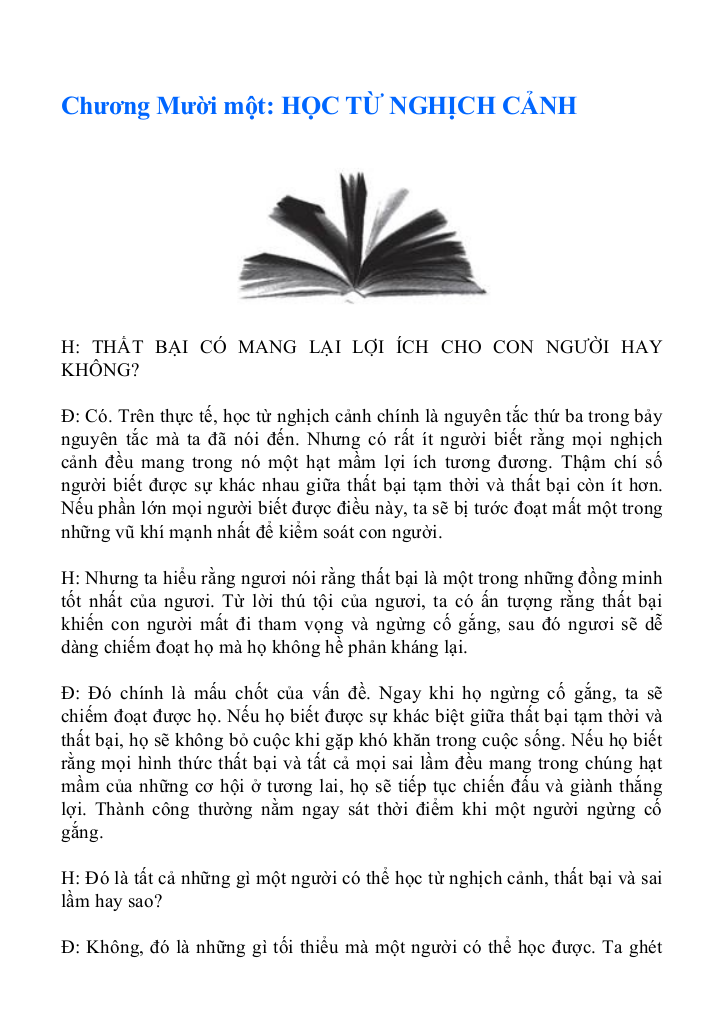 Chương Mười một: HỌC TỪ NGHỊCH CẢNH
H: THẤT BẠI CÓ MANG LẠI LỢI ÍCH CHO CON NGƯỜI HAY
KHÔNG?
Đ: Có. Trên thực tế, học từ nghịch cảnh chính là nguyên tắc thứ ba trong bảy
nguyên tắc mà ta đã nói đến. Nhưng có rất ít người biết rằng mọi nghịch
cảnh đều mang trong nó một hạt mầm lợi ích tương đương. Thậm chí số
người biết được sự khác nhau giữa thất bại tạm thời và thất bại còn ít hơn.
Nếu phần lớn mọi người biết được điều này, ta sẽ bị tước đoạt mất một trong
những vũ khí mạnh nhất để kiểm soát con người.
H: Nhưng ta hiểu rằng ngươi nói rằng thất bại là một trong những đồng minh
tốt nhất của ngươi. Từ lời thú tội của ngươi, ta có ấn tượng rằng thất bại
khiến con người mất đi tham vọng và ngừng cố gắng, sau đó ngươi sẽ dễ
dàng chiếm đoạt họ mà họ không hề phản kháng lại.
Đ: Đó chính là mấu chốt của vấn đề. Ngay khi họ ngừng cố gắng, ta sẽ
chiếm đoạt được họ. Nếu họ biết được sự khác biệt giữa thất bại tạm thời và
thất bại, họ sẽ không bỏ cuộc khi gặp khó khăn trong cuộc sống. Nếu họ biết
rằng mọi hình thức thất bại và tất cả mọi sai lầm đều mang trong chúng hạt
mầm của những cơ hội ở tương lai, họ sẽ tiếp tục chiến đấu và giành thắng
lợi. Thành công thường nằm ngay sát thời điểm khi một người ngừng cố
gắng.
H: Đó là tất cả những gì một người có thể học từ nghịch cảnh, thất bại và sai
lầm hay sao?
Đ: Không, đó là những gì tối thiểu mà một người có thể học được. Ta ghét